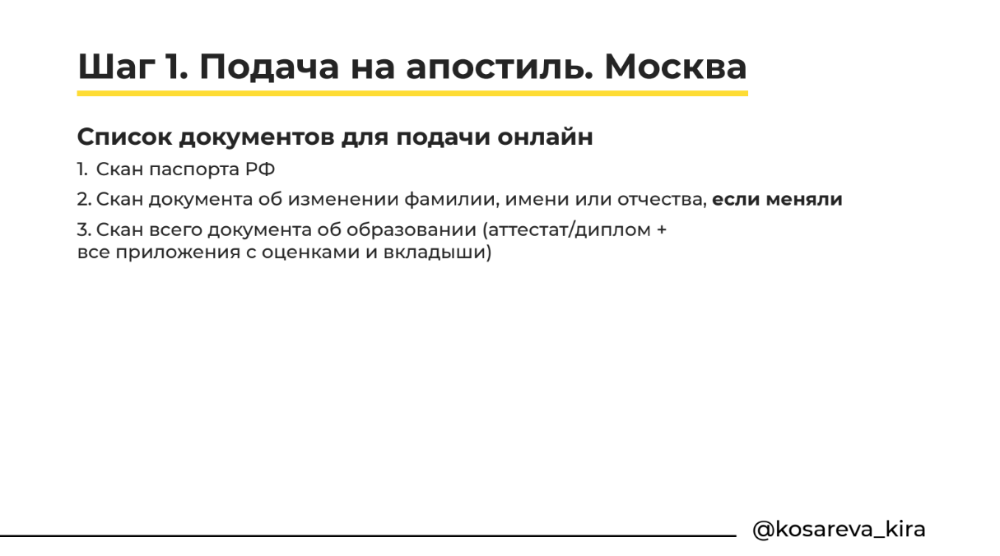 Шаг 1. Подача на апостиль. Москва
Список документов для подачи онлайн
1. Скан паспорта РФ
2. Скан документа об изменении фамилии, имени или отчества, если меняли
3. Скан всего документа об образовании (аттестат/диплом +
все приложения с оценками и вкладыши)
@kosareva_kira